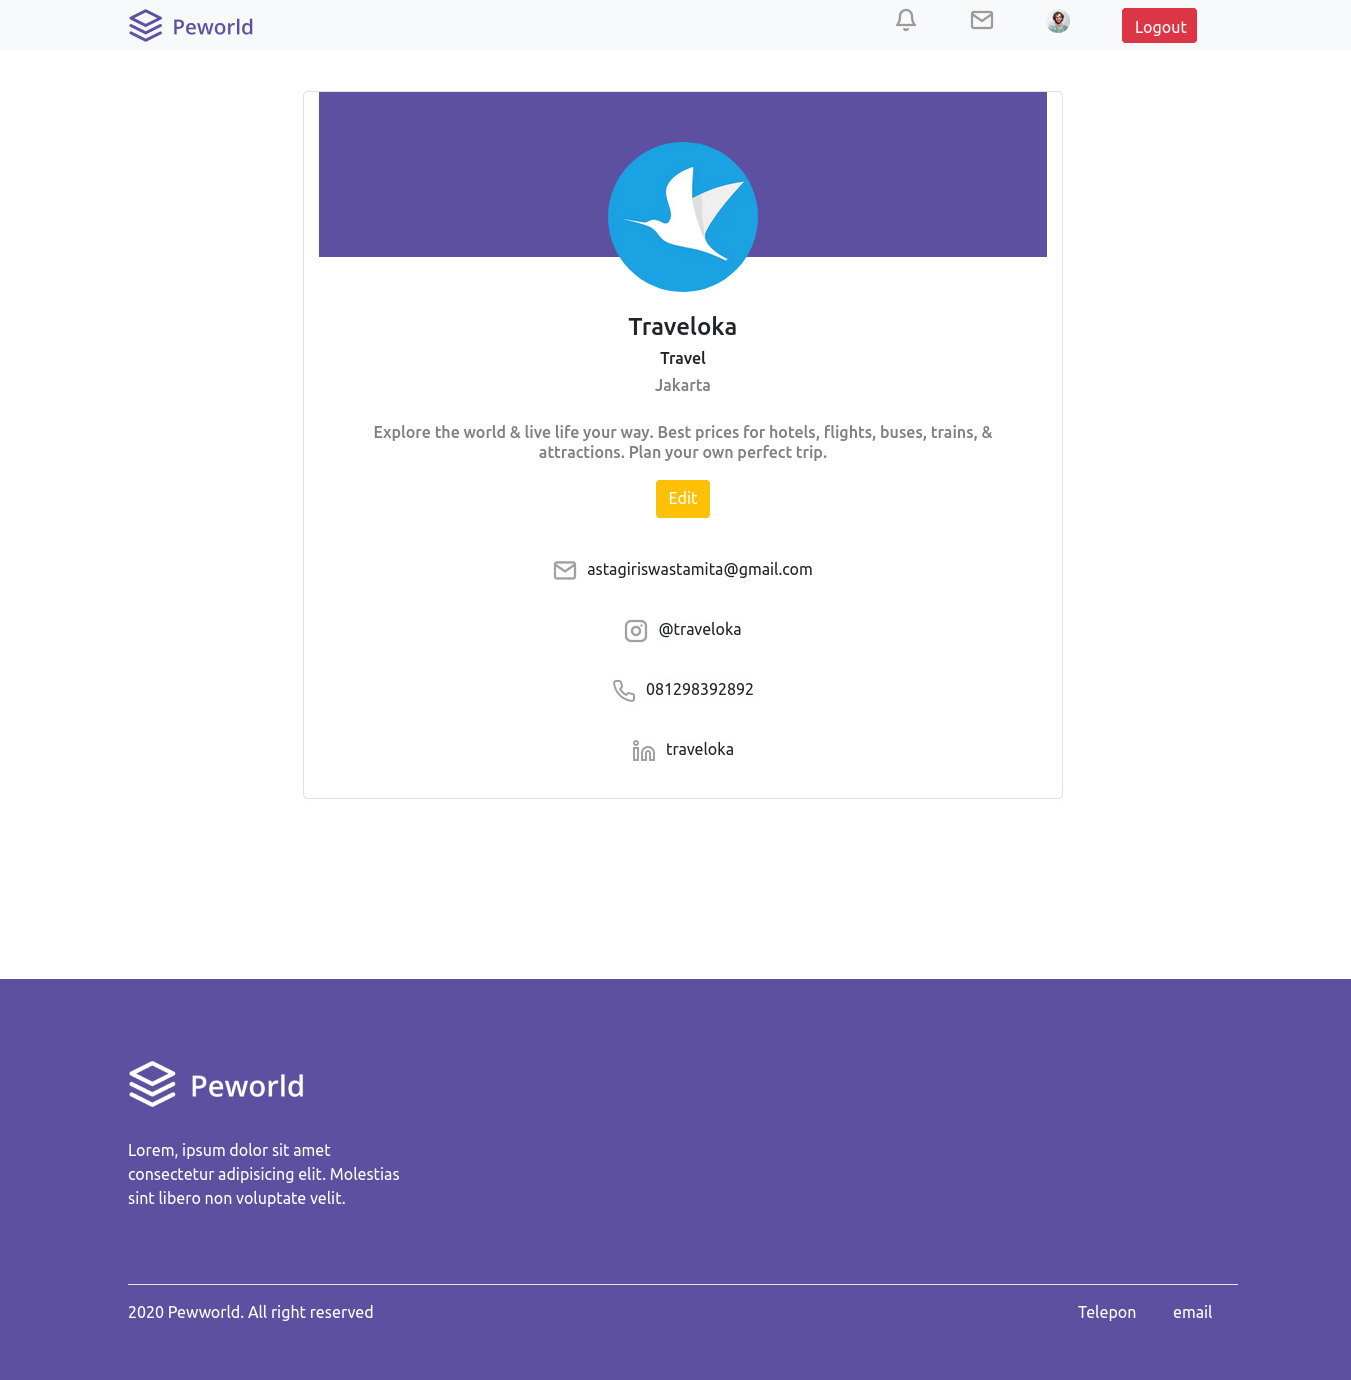 Peworld
Logout
Traveloka
Travel
Jakarta
Explore the world & live life your way. Best prices for hotels, flights, buses, trains, &
attractions. Plan your own perfect trip.
Edit
astagiriswastamita@gmail.com
@traveloka
081298392892
traveloka
Peworld
Lorem, ipsum dolor sit amet
consectetur adipisicing elit. Molestias
sint libero non voluptate velit.
2020 Pewworld. All right reserved
Telepon email